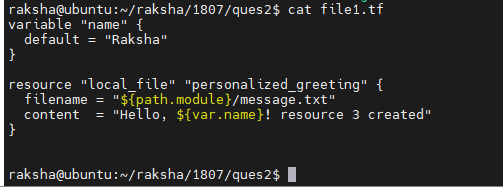 raksha@ubuntu:~/raksha/1807/ques2$ cat file1.tf
variable "name" {
  default = "Raksha"
}

resource "local_file" "personalized_greeting" {
  filename = "${path.module}/message.txt"
  content  = "Hello, ${var.name}! resource 3 created"
}

raksha@ubuntu:~/raksha/1807/ques2$